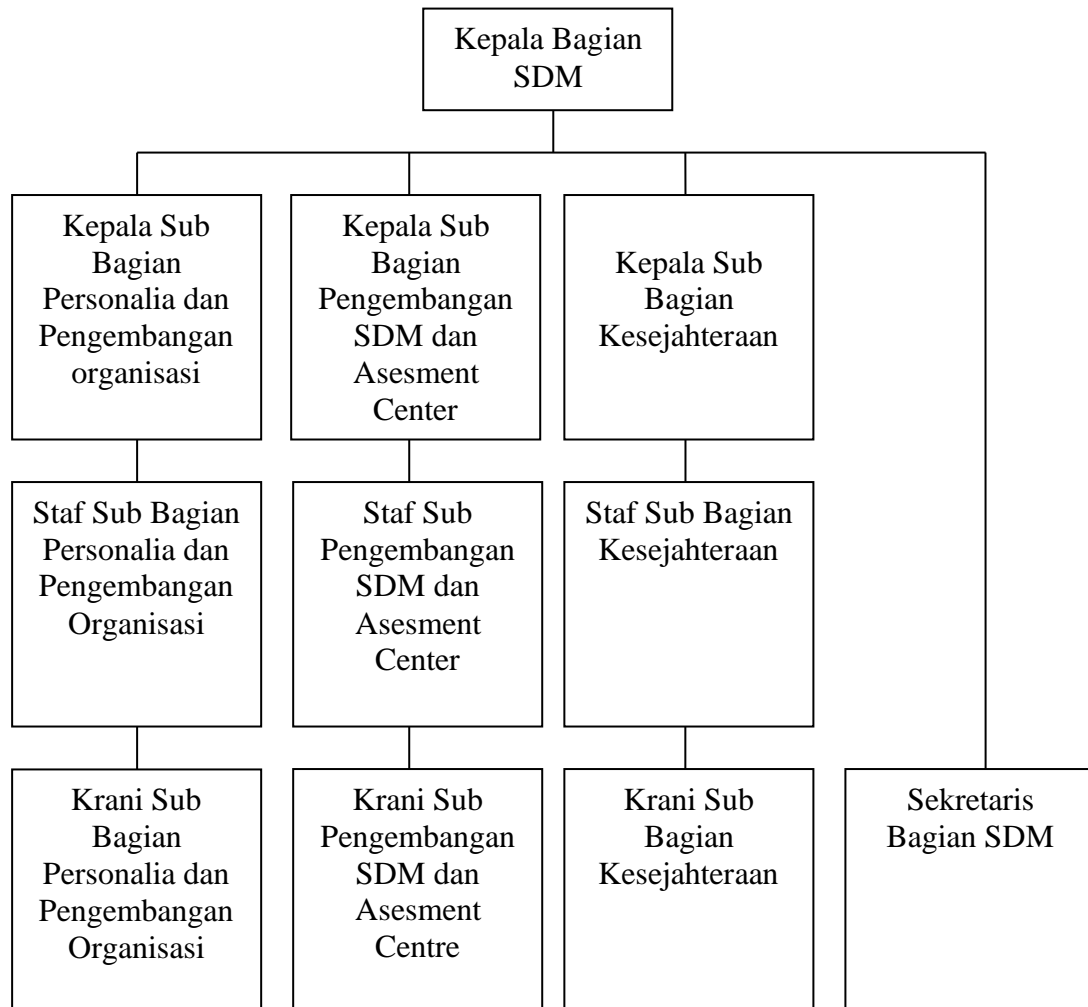 Kepala Bagian
SDM
Kepala Sub
Bagian
Personalia dan
Pengembangan
organisasi
Kepala Sub
Bagian
Pengembangan
SDM dan
Asesment
Center
Kepala Sub
Bagian
Kesejahteraan
Staf Sub Bagian
Personalia dan
Pengembangan
Organisasi
Staf Sub
Pengembangan
SDM dan
Asesment
Center
Staf Sub Bagian
Kesejahteraan
Krani Sub
Bagian
Personalia dan
Pengembangan
Organisasi
Krani Sub
Pengembangan
SDM dan
Asesment
Centre
Krani Sub
Bagian
Kesejahteraan
Sekretaris
Bagian SDM